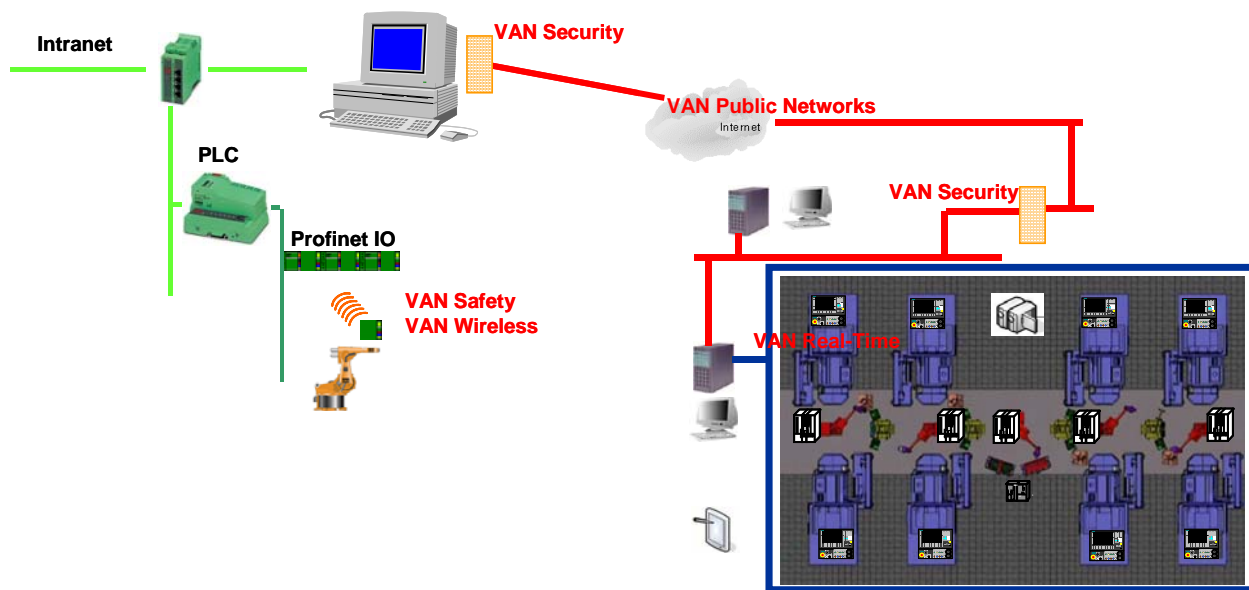 Intranet
VAN Security
VAN Public Networks
Internet
PLC
VAN Security
Profinet IO
VAN Safety
VAN Wireless
VAN Real-Time